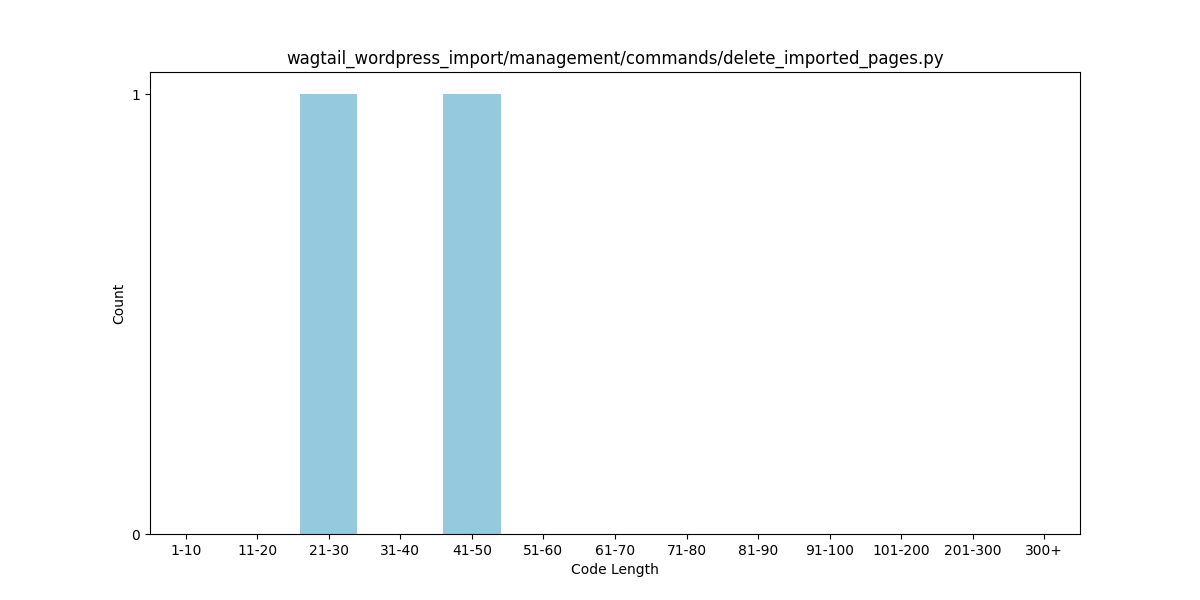 wagtail_wordpress_import/management/commands/delete_imported_pages.py
1
Count
0
1-10 11-20 21-30 31-40 41-50 51-60 61-70 71-80 81-90 91-100 101-200 201-300 300+
Code Length